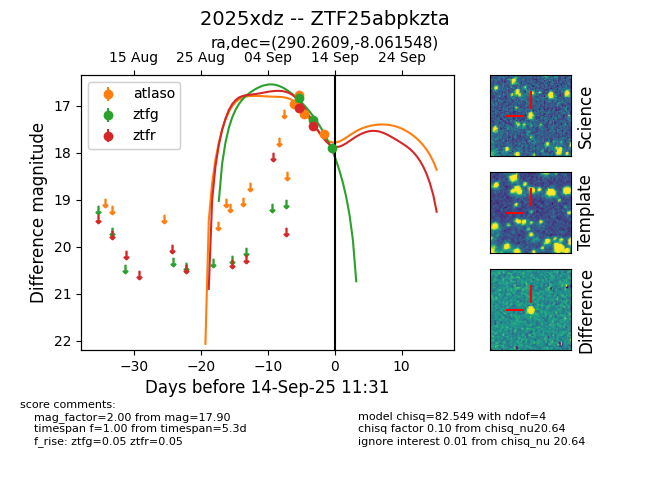 2025xdz -- ZTF25abpkzta
ra,dec=(290.2609,-8.061548)
15 Aug 25 Aug 04 Sep 14 Sep 24 Sep
atlaso
ztfg
ztfr
17
18
19
20
21
22
Difference magnitude
−30 −20 −10 0 10
Days before 14-Sep-25 11:31
Science
Template
Difference
score comments:
mag_factor=2.00 from mag=17.90
timespan f=1.00 from timespan=5.3d
f_rise: ztfg=0.05 ztfr=0.05
model chisq=82.549 with ndof=4
chisq factor 0.10 from chisq_nu20.64
ignore interest 0.01 from chisq_nu 20.64